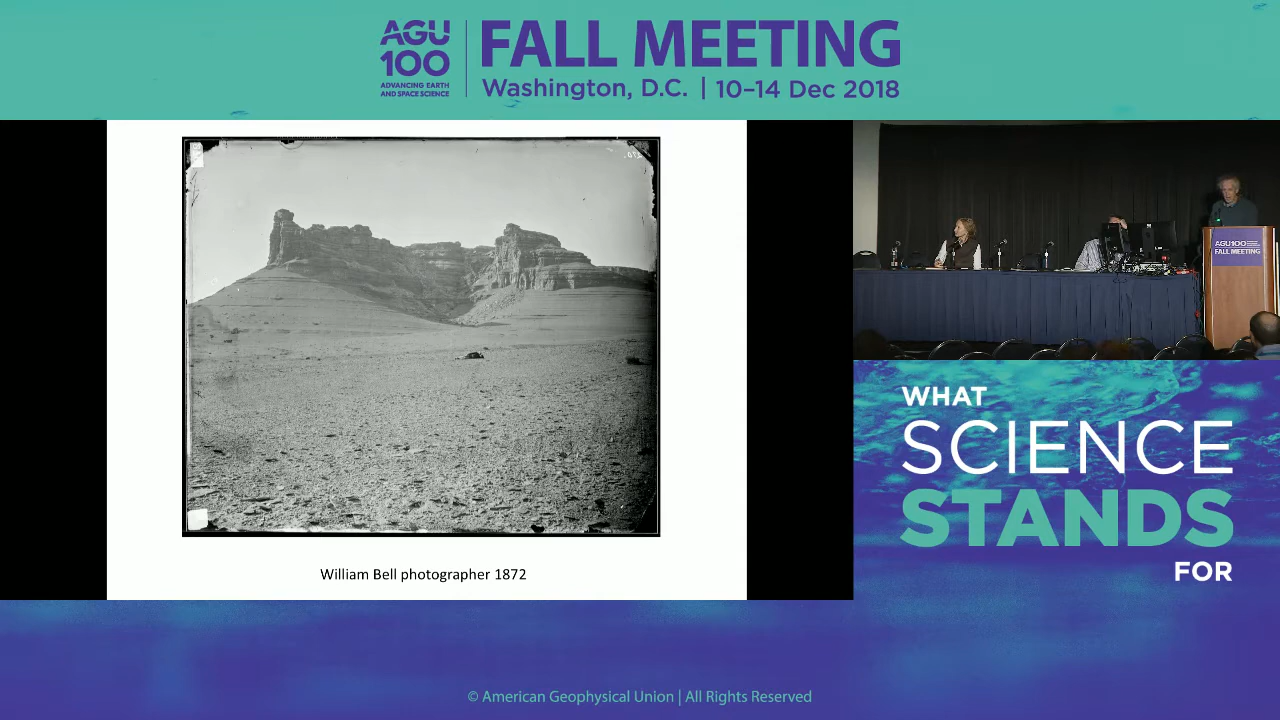 AGU
100
ADVANCING EARTH
AND SPACE SCIENCE
FALL MEETING
Washington, D.C. | 10–14 Dec 2018
William Bell photographer 1872
AGU100
FALL MEETING
WHAT
SCIENCE
STANDS
FOR
© American Geophysical Union | All Rights Reserved